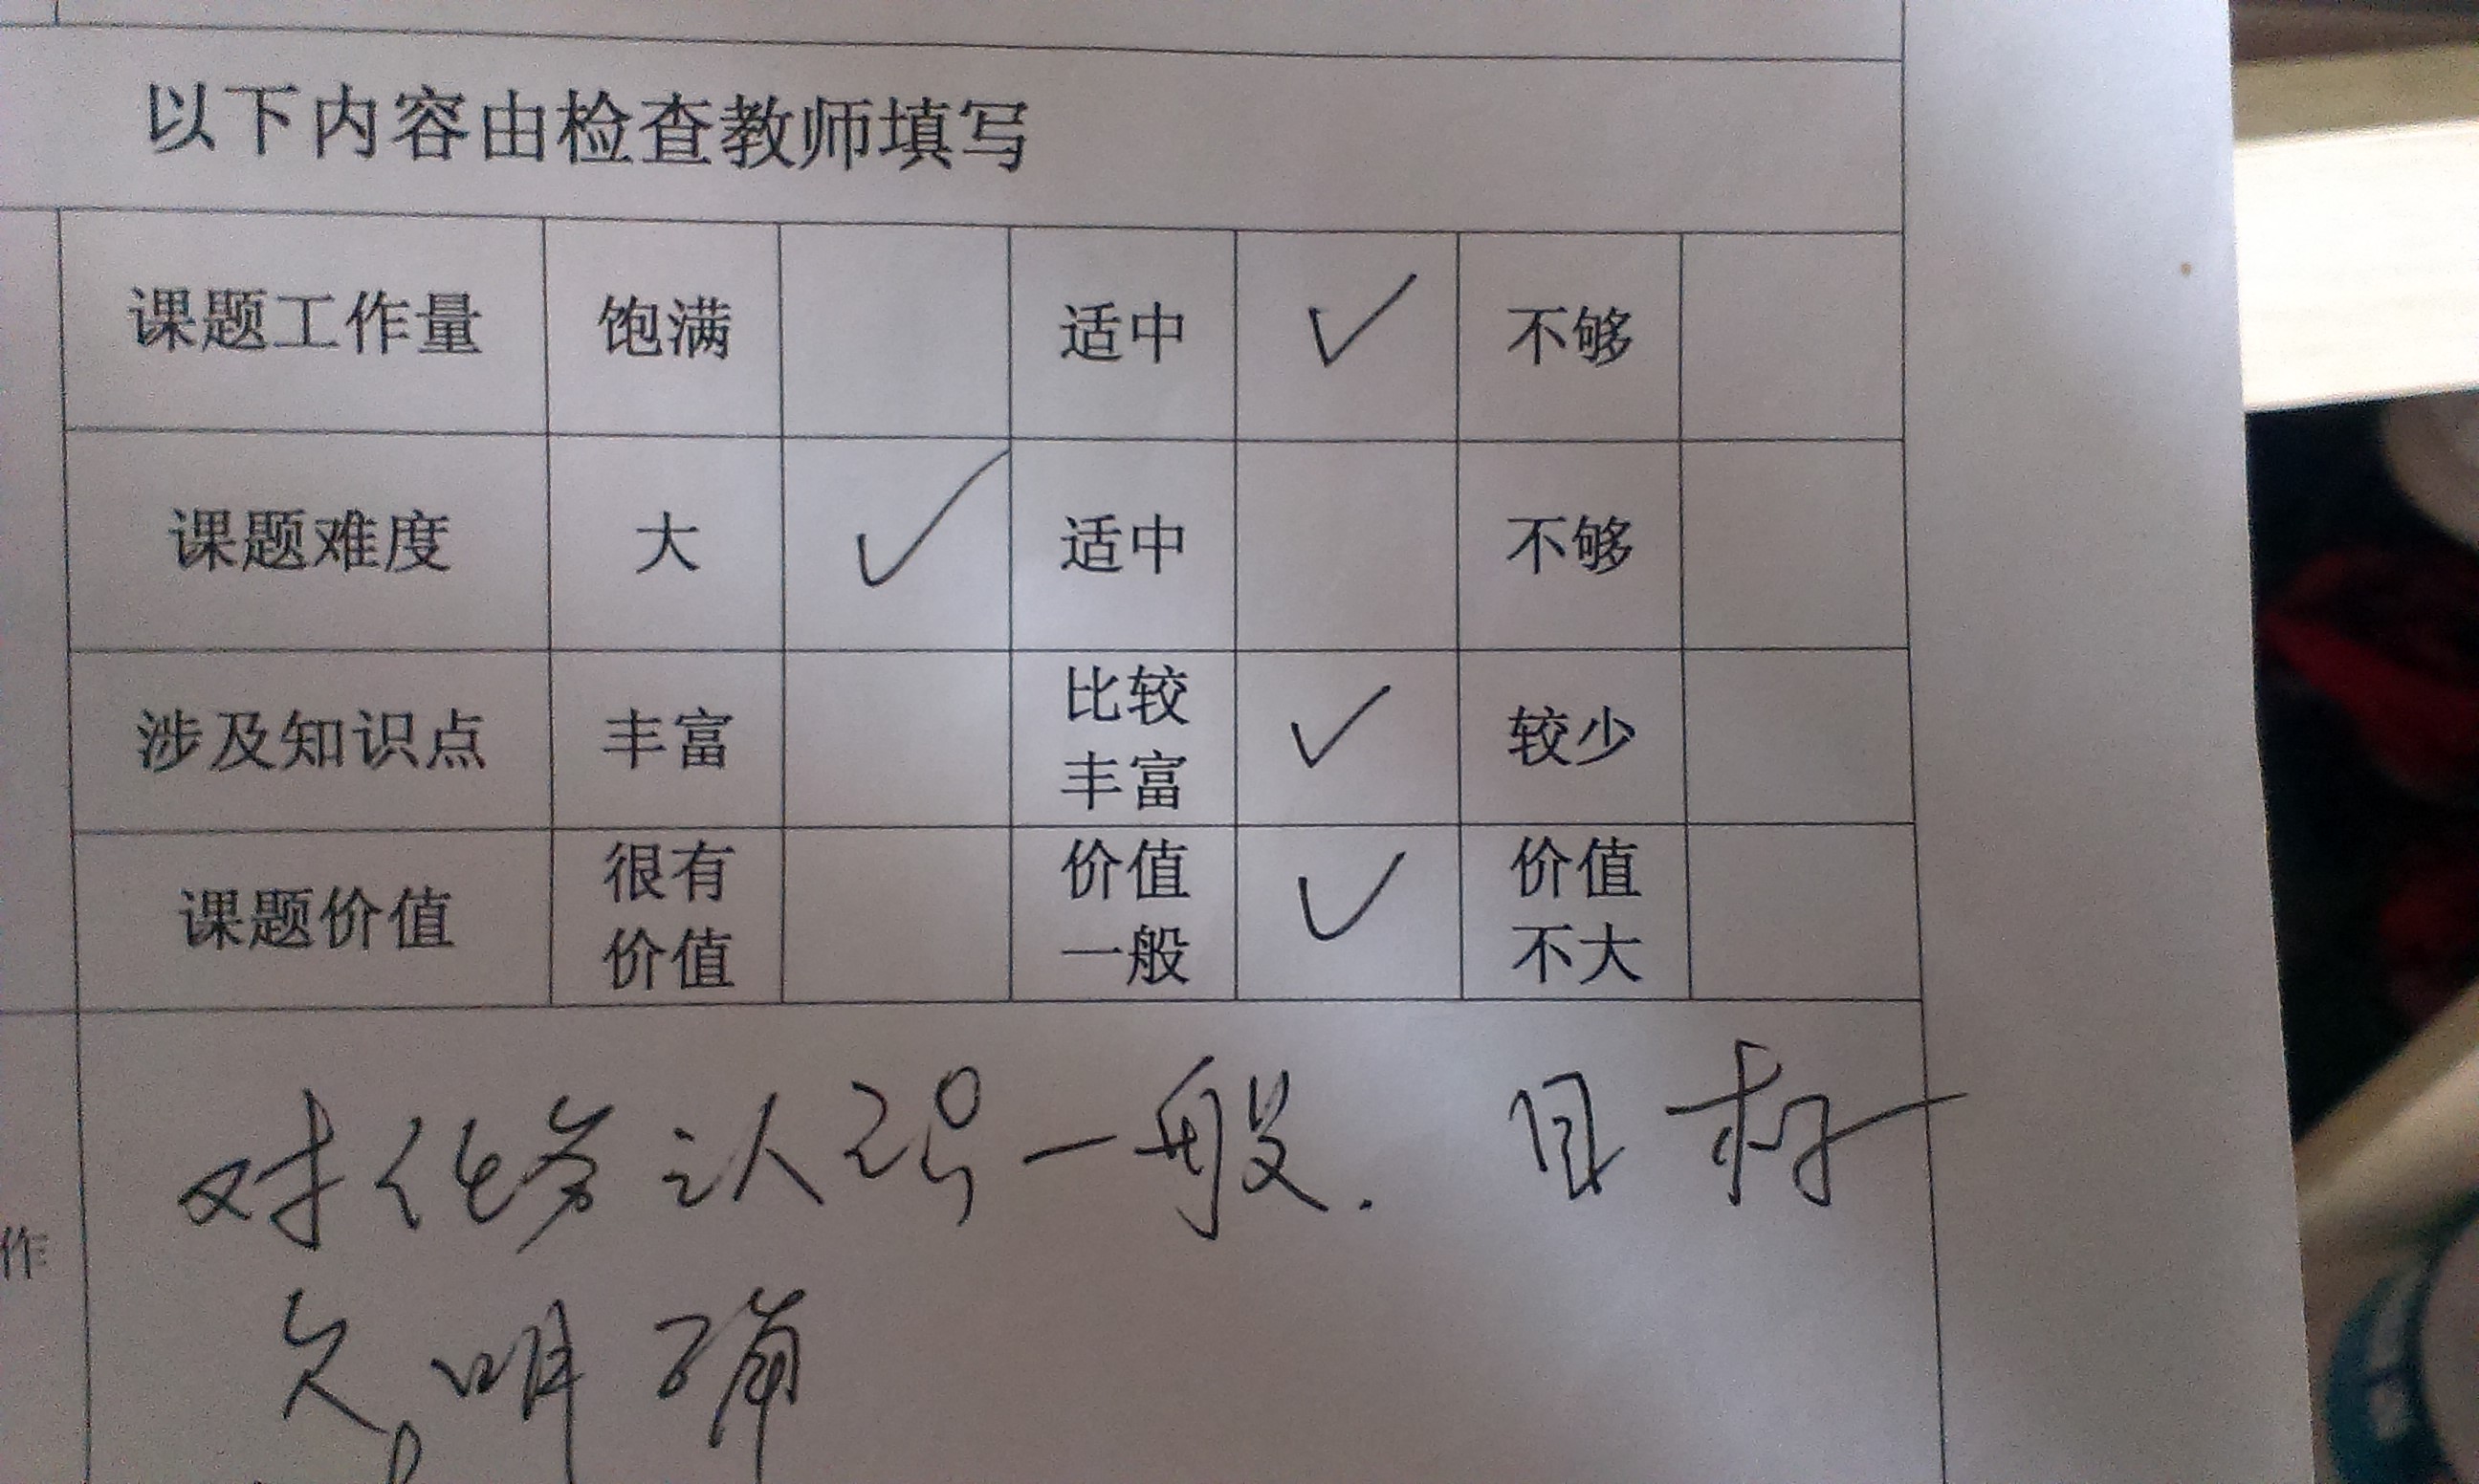 以下内容由检查教师填写
课题工作量 饱满 适中 ✓ 不够
课题难度 大 ✓ 适中 不够
涉及知识点 丰富 比较丰富 ✓ 较少
课题价值 很有价值 价值一般 ✓ 价值不大
对任务认识一般. 目标
欠明确
作